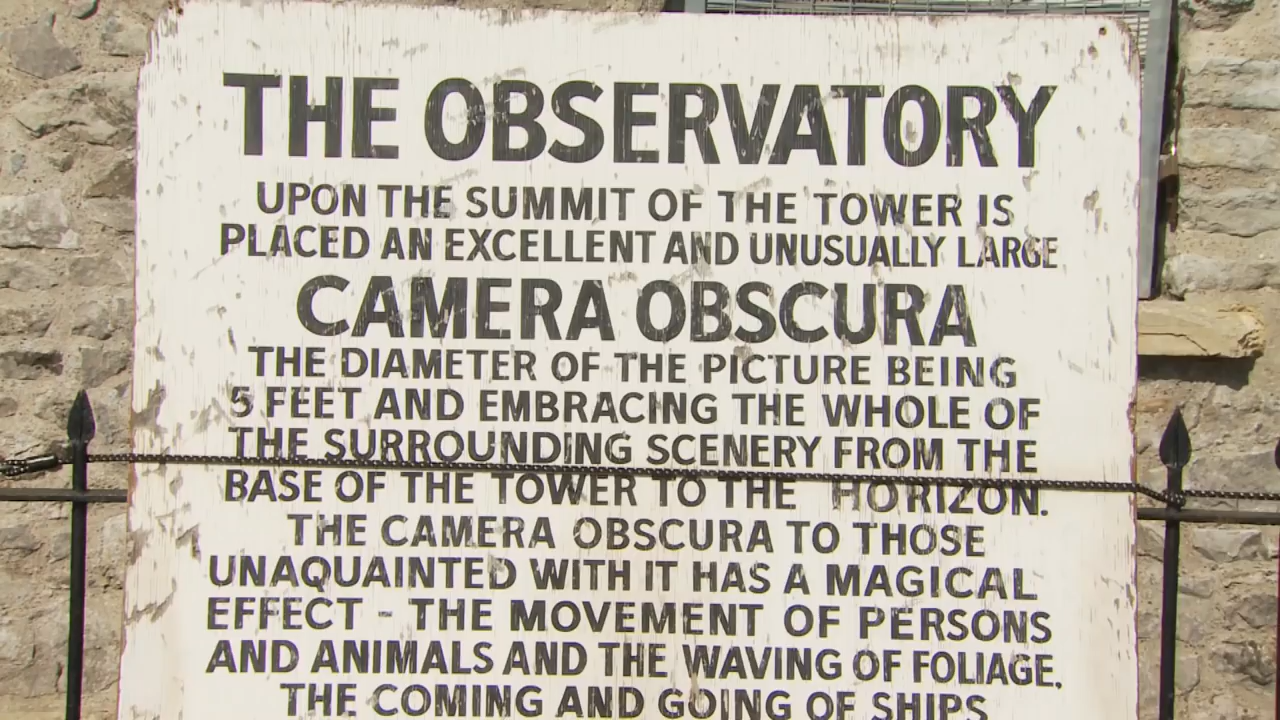 THE OBSERVATORY
UPON THE SUMMIT OF THE TOWER IS
PLACED AN EXCELLENT AND UNUSUALLY LARGE
CAMERA OBSCURA
THE DIAMETER OF THE PICTURE BEING
5 FEET AND EMBRACING THE WHOLE OF
THE SURROUNDING SCENERY FROM THE
BASE OF THE TOWER TO THE HORIZON.
THE CAMERA OBSCURA TO THOSE
UNAQUAINTED WITH IT HAS A MAGICAL
EFFECT - THE MOVEMENT OF PERSONS
AND ANIMALS AND THE WAVING OF FOLIAGE.
THE COMING AND GOING OF SHIPS